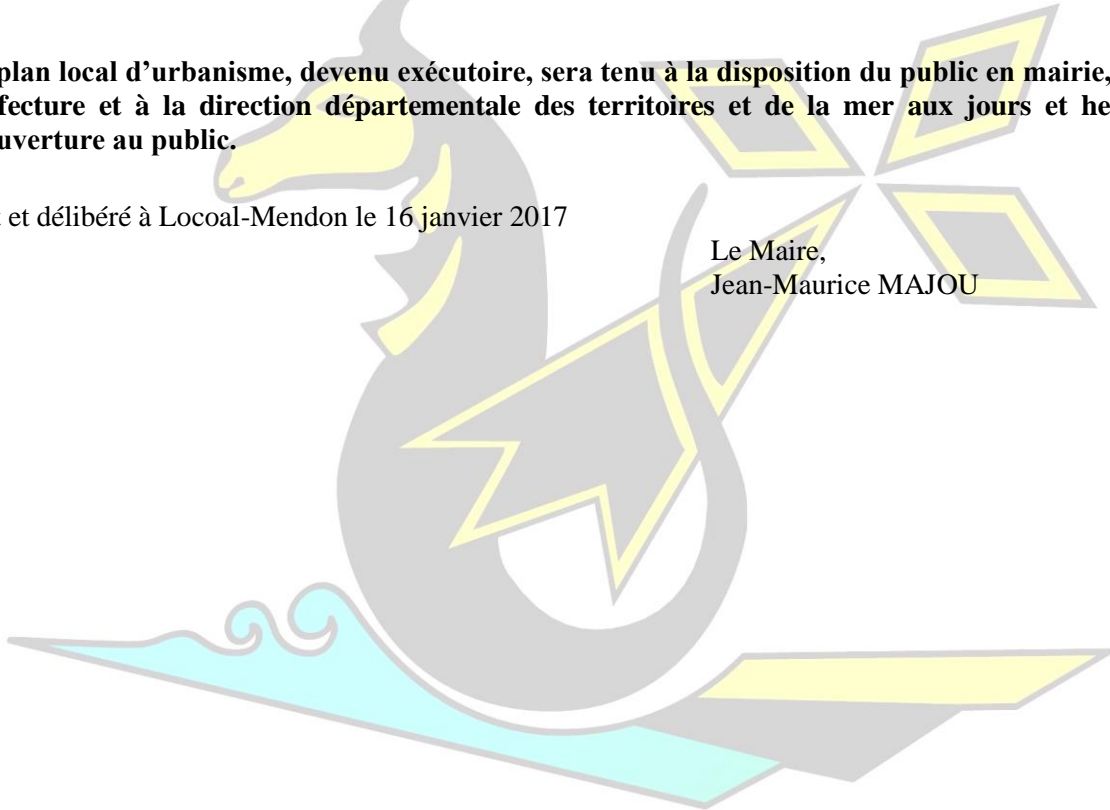 plan local d’urbanisme, devenu exécutoire, sera tenu à la disposition du public en mairie,
fecture et à la direction départementale des territoires et de la mer aux jours et he
uverture au public.
et délibéré à Locoal-Mendon le 16 janvier 2017
Le Maire,
Jean-Maurice MAJOU